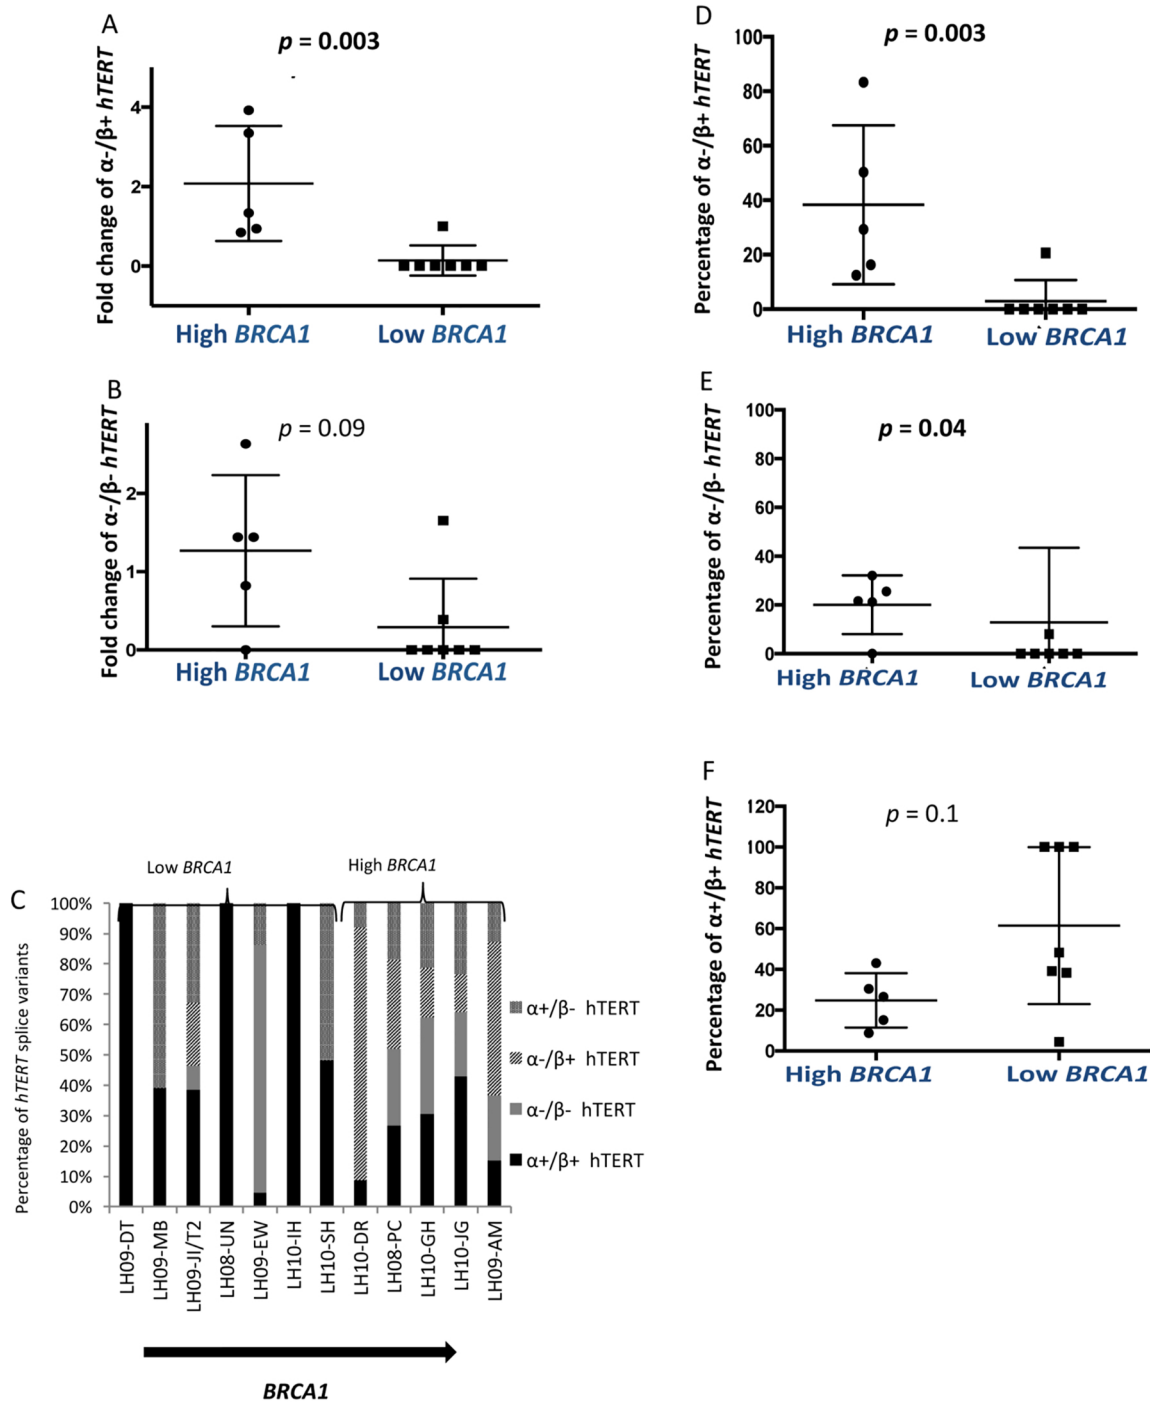 A
p = 0.003
Fold change of α-/β+ hTERT
4
2
0
High BRCA1
Low BRCA1
D
p = 0.003
Percentage of α-/β+ hTERT
100
80
60
40
20
0
High BRCA1
Low BRCA1
B
p = 0.09
Fold change of α-/β- hTERT
2
1
0
High BRCA1
Low BRCA1
E
p = 0.04
Percentage of α-/β- hTERT
100
80
60
40
20
0
High BRCA1
Low BRCA1
C
Low BRCA1
High BRCA1
Percentage of hTERT splice variants
100%
90%
80%
70%
60%
50%
40%
30%
20%
10%
0%
α+/β- hTERT
α-/β+ hTERT
α-/β- hTERT
α+/β+ hTERT
LH09-DT
LH09-MB
LH09-JI/T2
LH08-UN
LH09-EW
LH10-IH
LH10-SH
LH10-DR
LH08-PC
LH10-GH
LH10-JG
LH09-AM
BRCA1
F
p = 0.1
Percentage of α+/β+ hTERT
120
100
80
60
40
20
0
High BRCA1
Low BRCA1